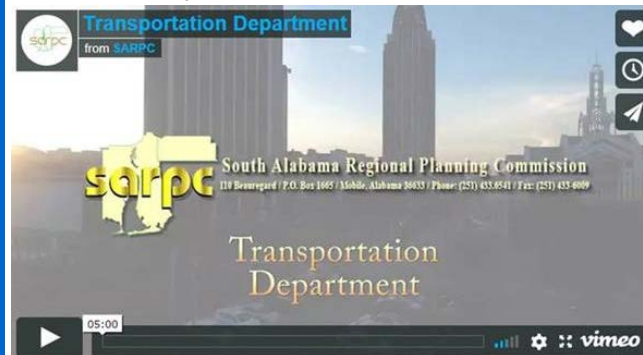 Transportation Department
from SARPC
sarpc
South Alabama Regional Planning Commission
110 Beauregard / P.O. Box 1665 / Mobile, Alabama 36633 / Phone: (251) 433.6541 / Fax: (251) 433-6009
Transportation
Department
05:00
vimeo